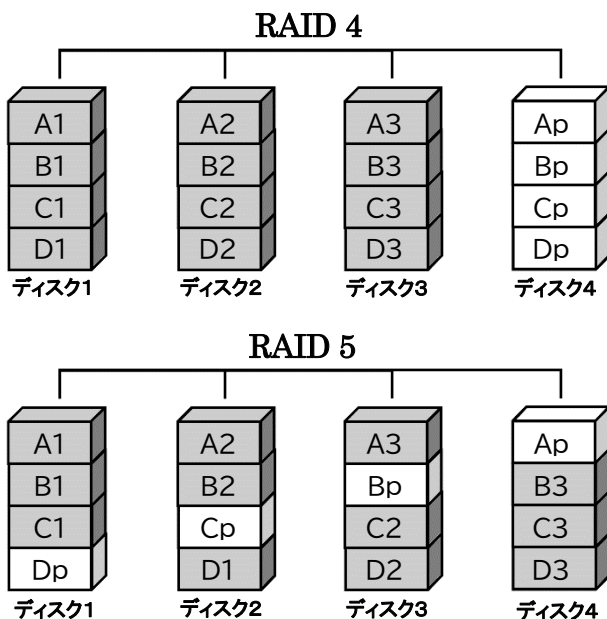 RAID 4
A1 A2 A3 Ap
B1 B2 B3 Bp
C1 C2 C3 Cp
D1 D2 D3 Dp
ディスク1 ディスク2 ディスク3 ディスク4
RAID 5
A1 A2 A3 Ap
B1 B2 Bp B3
C1 Cp C2 C3
Dp D1 D2 D3
ディスク1 ディスク2 ディスク3 ディスク4